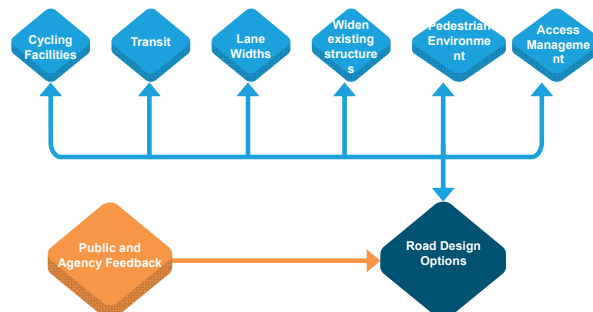 Cycling
Facilities
Transit
Lane
Widths
Widen
existing
structure
s
Pedestrian
Environme
nt
Access
Manageme
nt
Public and
Agency Feedback
Road Design
Options